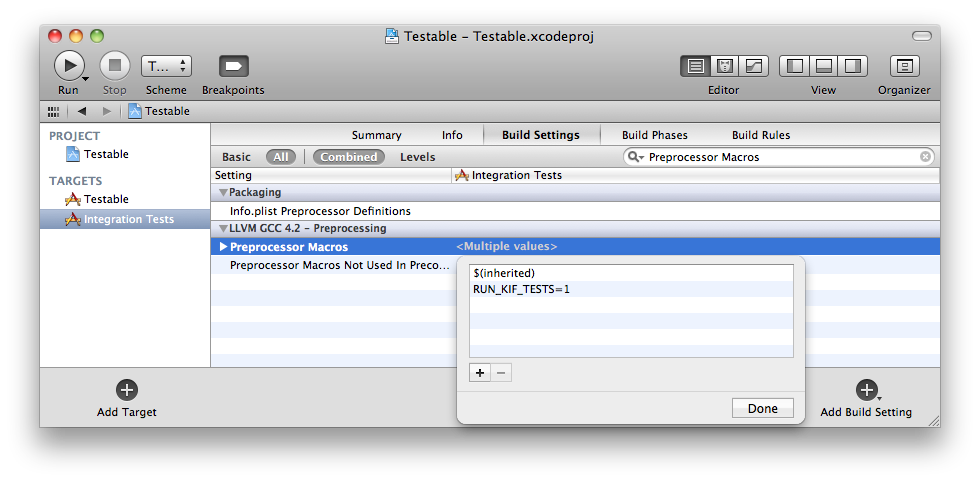 Testable – Testable.xcodeproj
T...
Run Stop Scheme Breakpoints Editor View Organizer
Testable
PROJECT
Testable
TARGETS
Testable
Integration Tests
Summary Info Build Settings Build Phases Build Rules
Basic All Combined Levels Preprocessor Macros
Setting Integration Tests
Packaging
Info.plist Preprocessor Definitions
LLVM GCC 4.2 – Preprocessing
Preprocessor Macros <Multiple values>
Preprocessor Macros Not Used In Preco...
$(inherited)
RUN_KIF_TESTS=1
Done
Add Target
Add Build Setting